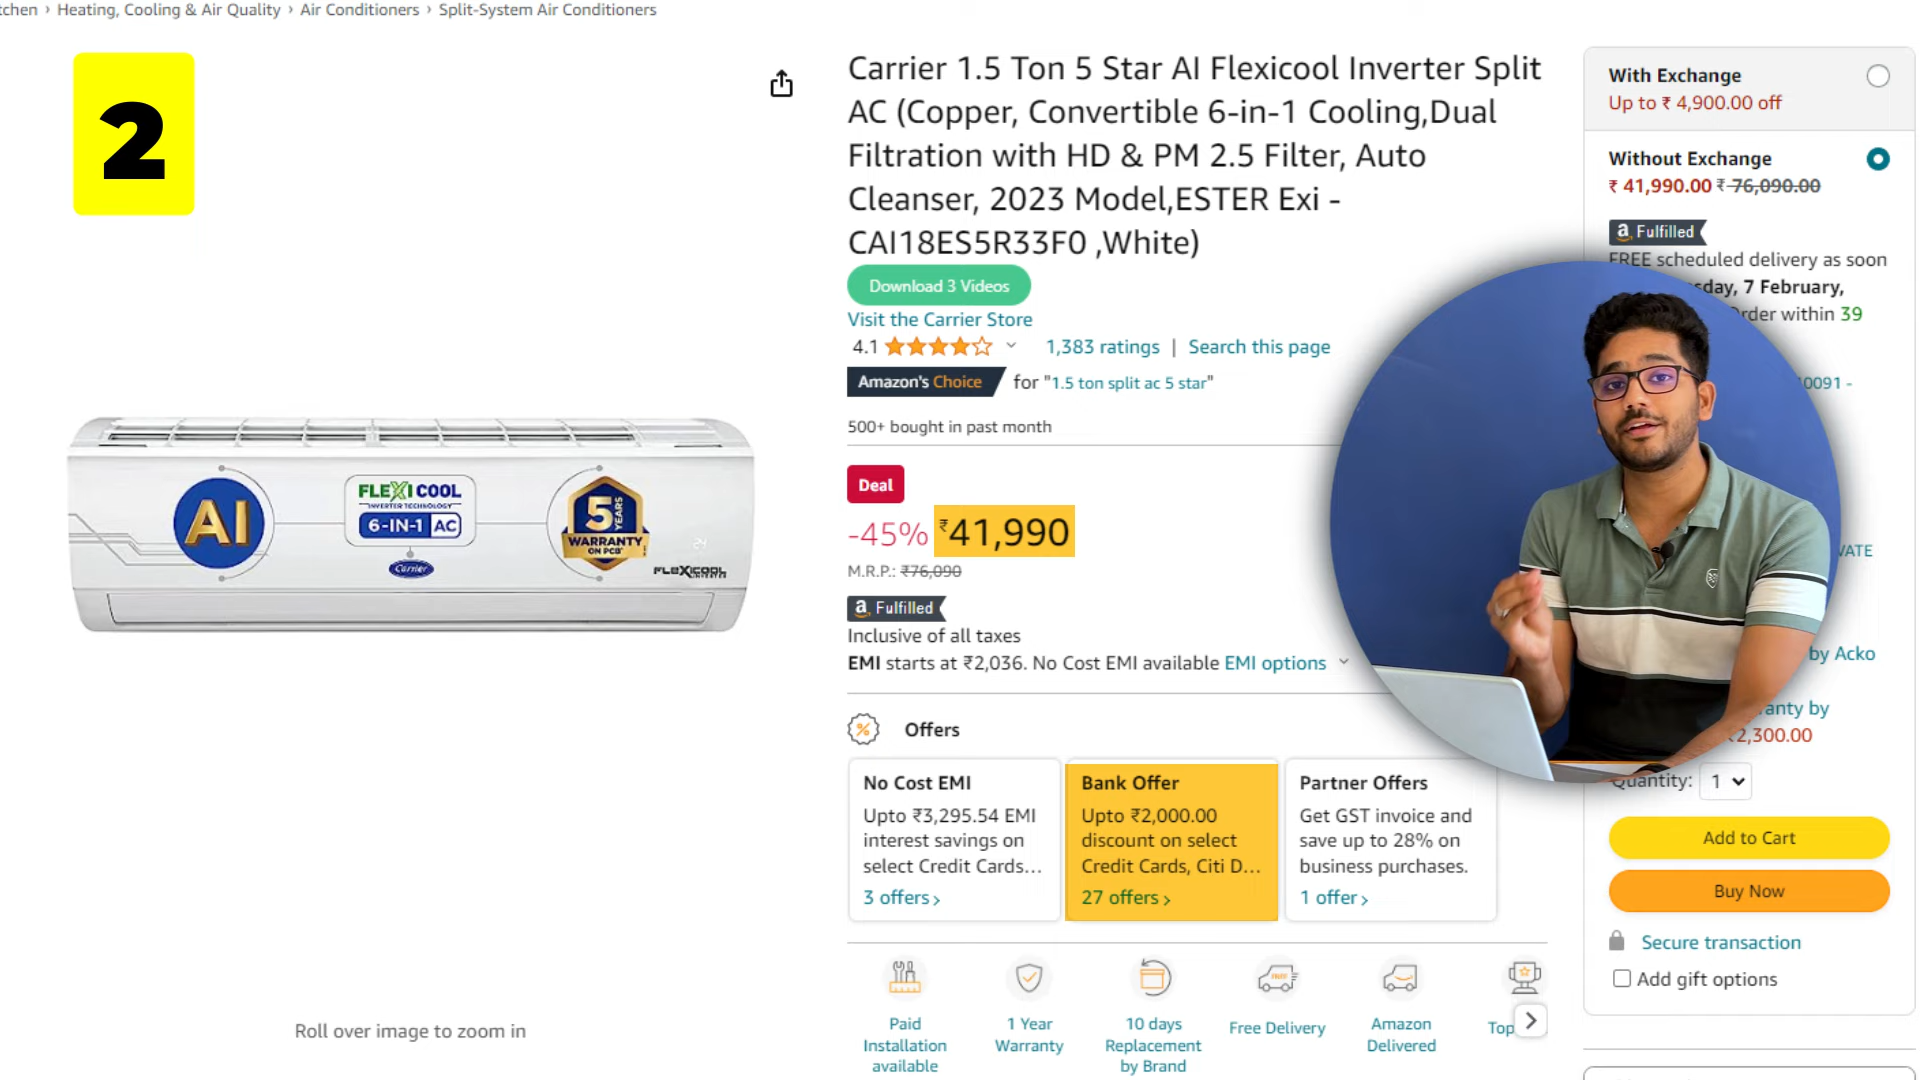 Heating, Cooling & Air Quality › Air Conditioners › Split-System Air Conditioners
2
Carrier 1.5 Ton 5 Star AI Flexicool Inverter Split
AC (Copper, Convertible 6-in-1 Cooling,Dual
Filtration with HD & PM 2.5 Filter, Auto
Cleanser, 2023 Model,ESTER Exi -
CAI18ES5R33F0 ,White)
Download 3 Videos
Visit the Carrier Store
4.1
1,383 ratings | Search this page
Amazon's Choice for "1.5 ton split ac 5 star"
500+ bought in past month
Deal
-45% ₹41,990
M.R.P.: ₹76,090
a Fulfilled
Inclusive of all taxes
EMI starts at ₹2,036. No Cost EMI available EMI options
Offers
No Cost EMI
Upto ₹3,295.54 EMI
interest savings on
select Credit Cards...
3 offers ›
Bank Offer
Upto ₹2,000.00
discount on select
Credit Cards, Citi D...
27 offers ›
Partner Offers
Get GST invoice and
save up to 28% on
business purchases.
1 offer ›
Paid
Installation
available
1 Year
Warranty
10 days
Replacement
by Brand
Free Delivery
Amazon
Delivered
Top
AI
FLEXICOOL
INVERTER TECHNOLOGY
6-IN-1 AC
Carrier
5
YEARS
WARRANTY
ON PCB*
24
FLEXICOOL
INVERTER
Roll over image to zoom in
With Exchange
Up to ₹ 4,900.00 off
Without Exchange
₹ 41,990.00 ₹ 76,090.00
a Fulfilled
FREE scheduled delivery as soon
7 February,
within 39
by Acko
by
₹2,300.00
Quantity: 1
Add to Cart
Buy Now
Secure transaction
Add gift options